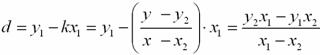 d = y₁ − kx₁ = y₁ − ( (y − y₂) / (x − x₂) ) · x₁ = (y₂x₁ − y₁x₂) / (x₁ − x₂)